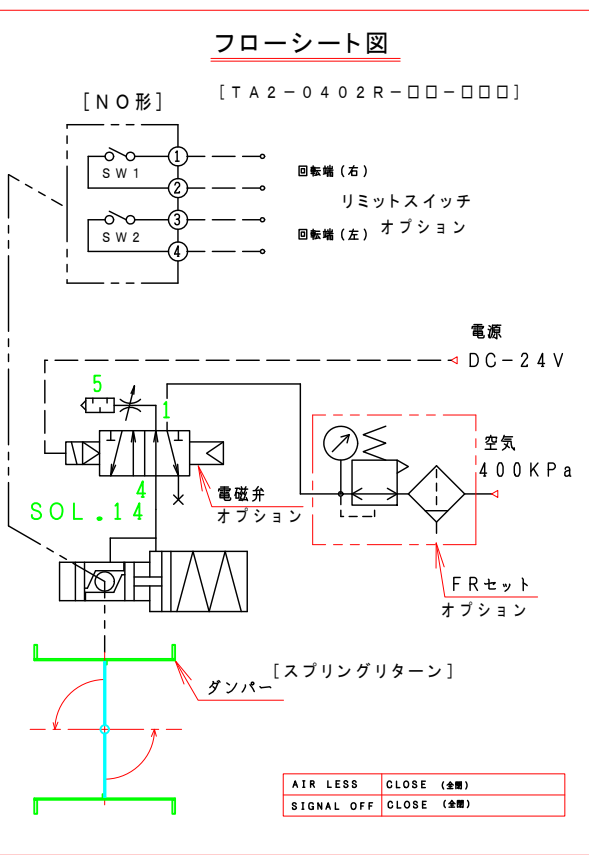 フローシート図
[NO形]
[TA2-0402R-□□-□□□]
1
SW1
2
回転端(右)
リミットスイッチ
オプション
3
SW2
4
回転端(左)
電源
DC-24V
5
1
空気
400KPa
4
SOL.14
電磁弁
オプション
FRセット
オプション
[スプリングリターン]
ダンパー
AIR LESS CLOSE (全閉)
SIGNAL OFF CLOSE (全閉)